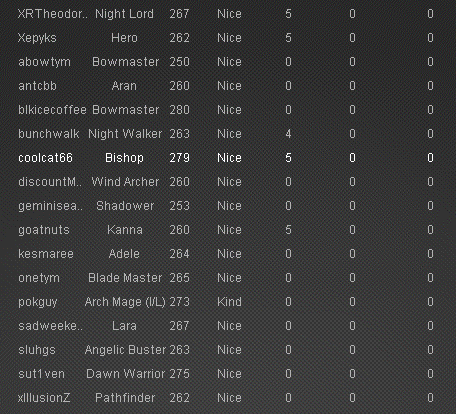 XRTheodor.. Night Lord 267 Nice 5 0 0
Xepyks Hero 262 Nice 5 0 0
abowtym Bowmaster 250 Nice 0 0 0
antcbb Aran 260 Nice 0 0 0
blkicecoffee Bowmaster 280 Nice 0 0 0
bunchwalk Night Walker 263 Nice 4 0 0
coolcat66 Bishop 279 Nice 5 0 0
discountM.. Wind Archer 260 Nice 0 0 0
geminisea.. Shadower 253 Nice 0 0 0
goatnuts Kanna 260 Nice 5 0 0
kesmaree Adele 264 Nice 0 0 0
onetym Blade Master 265 Nice 0 0 0
pokguy Arch Mage (I/L) 273 Kind 0 0 0
sadweeke.. Lara 267 Nice 0 0 0
sluhgs Angelic Buster 263 Nice 0 0 0
sut1ven Dawn Warrior 275 Nice 0 0 0
xIllusionZ Pathfinder 262 Nice 0 0 0